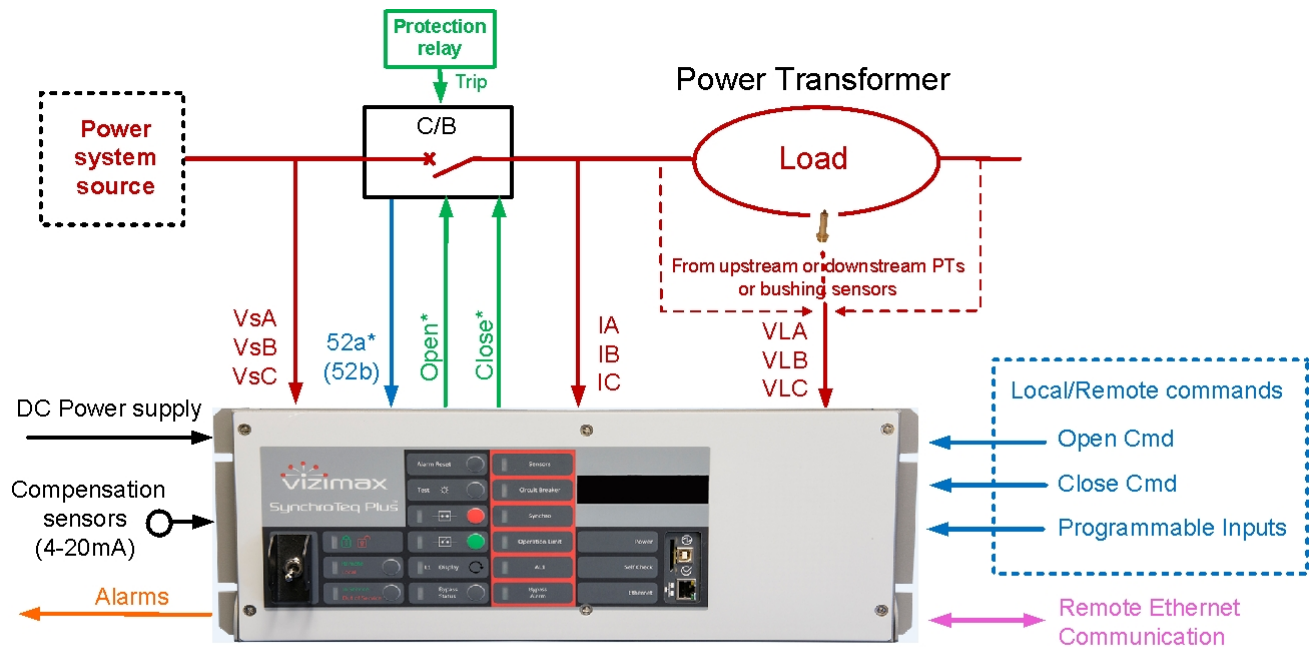 Protection
relay
Trip
Power Transformer
C/B
Power
system
source
Load
From upstream or downstream PTs
or bushing sensors
VsA
VsB
VsC
52a*
(52b)
Open*
Close*
IA
IB
IC
VLA
VLB
VLC
DC Power supply
Compensation
sensors
(4-20mA)
Alarms
Local/Remote commands
Open Cmd
Close Cmd
Programmable Inputs
Remote Ethernet
Communication
vizimax
SynchroTeq Plus
Alarm Reset
Test
Display
Bypass
Status
Sensors
Circuit Breaker
Synchro
Operation Limit
ALX
Bypass
Alarm
Power
Self Check
Ethernet